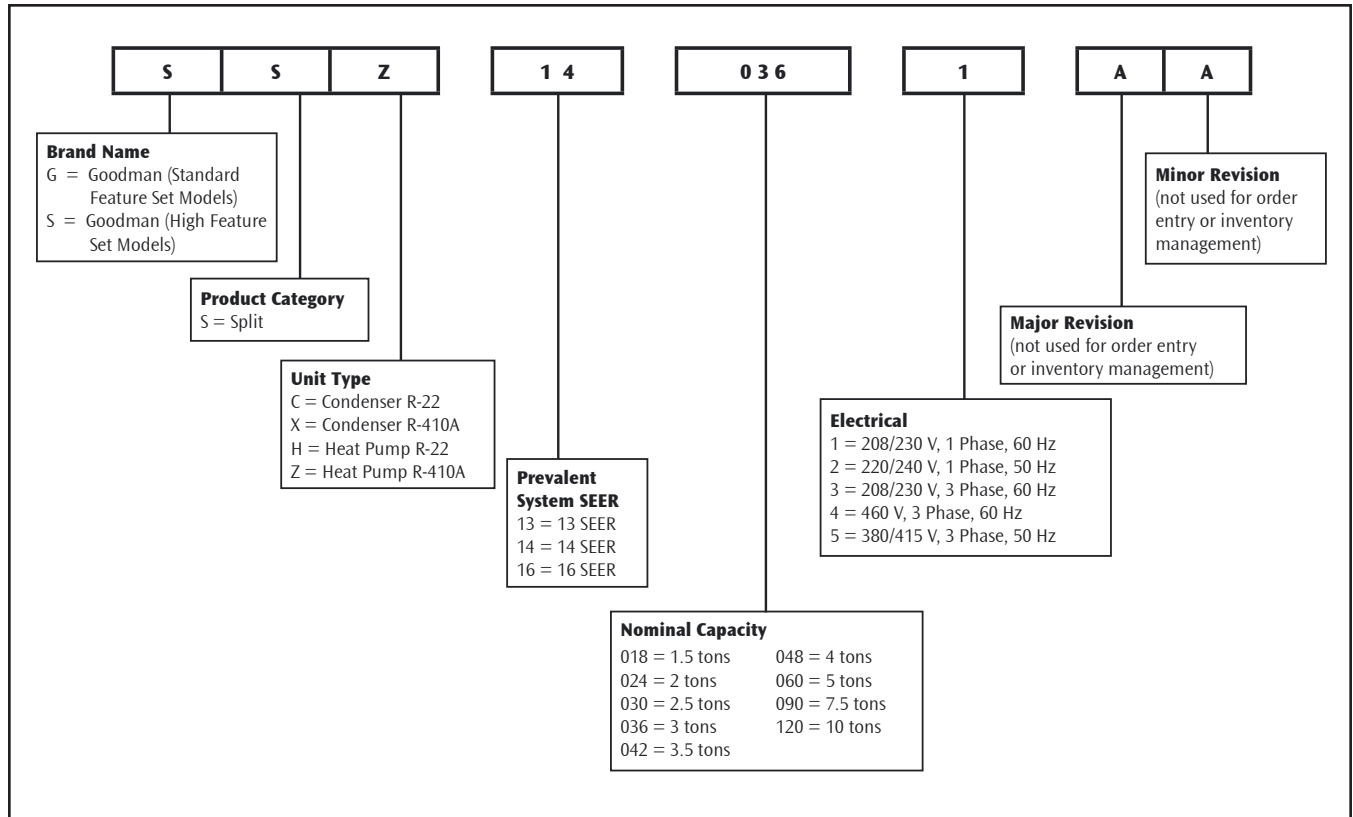 S S Z 1 4 0 3 6 1 A A
Brand Name
G = Goodman (Standard
Feature Set Models)
S = Goodman (High Feature
Set Models)
Product Category
S = Split
Unit Type
C = Condenser R-22
X = Condenser R-410A
H = Heat Pump R-22
Z = Heat Pump R-410A
Prevalent
System SEER
13 = 13 SEER
14 = 14 SEER
16 = 16 SEER
Nominal Capacity
018 = 1.5 tons 048 = 4 tons
024 = 2 tons 060 = 5 tons
030 = 2.5 tons 090 = 7.5 tons
036 = 3 tons 120 = 10 tons
042 = 3.5 tons
Electrical
1 = 208/230 V, 1 Phase, 60 Hz
2 = 220/240 V, 1 Phase, 50 Hz
3 = 208/230 V, 3 Phase, 60 Hz
4 = 460 V, 3 Phase, 60 Hz
5 = 380/415 V, 3 Phase, 50 Hz
Major Revision
(not used for order entry
or inventory management)
Minor Revision
(not used for order
entry or inventory
management)